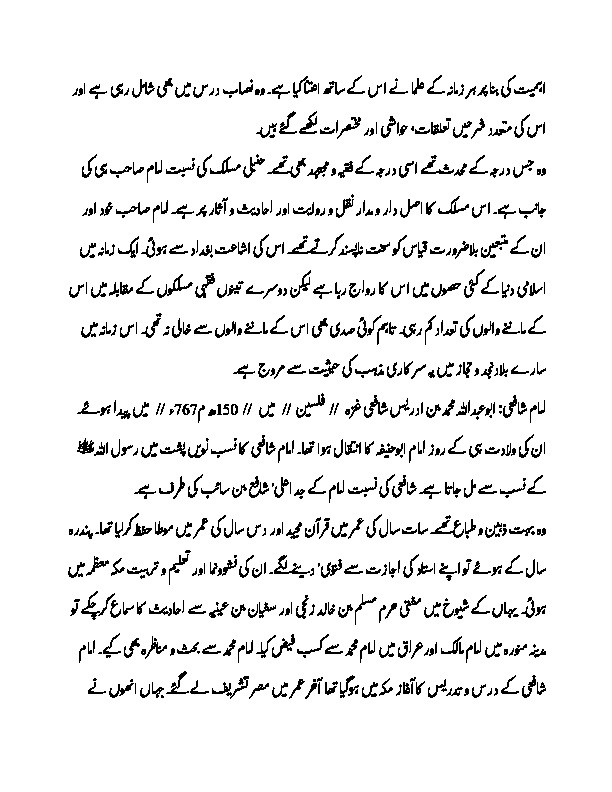 اہمیت کی بنا پر ہر زمانہ کے علما نے اس کے ساتھ اعتنا کیا ہے۔ وہ نصاب درس میں بھی شامل رہی ہے اور
اس کی متعدد شرحیں تعلقات، حواشی اور مختصرات لکھے گئے ہیں۔
وہ جس درجہ کے محدث تھے اسی درجہ کے فقیہ و مجتہد بھی تھے۔ حنبلی مسلک کی نسبت امام صاحب ہی کی
جانب ہے۔ اس مسلک کا اصل دار و مدار نقل و روایت اور احادیث و آثار پر ہے۔ امام صاحب خود اور
ان کے متبعین بلاضرورت قیاس کو سخت ناپسند کرتے تھے۔ اس کی اشاعت بغداد سے ہوئی۔ ایک زمانہ میں
اسلامی دنیا کے کئی حصوں میں اس کا رواج رہا ہے لیکن دوسرے تینوں فقہی مسلکوں کے مقابلہ میں اس
کے ماننے والوں کی تعداد کم رہی۔ تاہم کوئی صدی بھی اس کے ماننے والوں سے خالی نہ تھی۔ اس زمانہ میں
سارے بلاد نجد و حجاز میں یہ سرکاری مذہب کی حیثیت سے مروج ہے۔
امام شافعی: ابوعبداللہ محمد بن ادریس شافعی غزہ // فلسین // میں // 150ھ م767ء // میں پیدا ہوئے۔
ان کی ولادت ہی کے روز امام ابوحنیفہ کا انتقال ہوا تھا۔ امام شافعی کا نسب نویں پشت میں رسول اللہ ﷺ
کے نسب سے مل جاتا ہے۔ شافعی کی نسبت امام کے جد اعلیٰ شافع بن سائب کی طرف ہے۔
وہ بہت ذہین و طباع تھے۔ سات سال کی عمر میں قرآن مجید اور دس سال کی عمر میں موطا حفظ کرلیا تھا۔ پندرہ
سال کے ہوئے تو اپنے استاد کی اجازت سے فتویٰ دینے لگے۔ ان کی نشوونما اور تعلیم و تربیت مکہ معظمہ میں
ہوئی۔ یہاں کے شیوخ میں مفتی حرم مسلم بن خالد زنجی اور سفیان بن عینیہ سے احادیث کا سماع کرچکے تو
مدینہ منورہ میں امام مالک اور عراق میں امام محمد سے کسب فیض کیا۔ امام محمد سے بحث و مناظرہ بھی کیے۔ امام
شافعی کے درس و تدریس کا آغاز مکہ میں ہوگیا تھا آخر عمر میں مصر تشریف لے گئے۔ جہاں انھوں نے